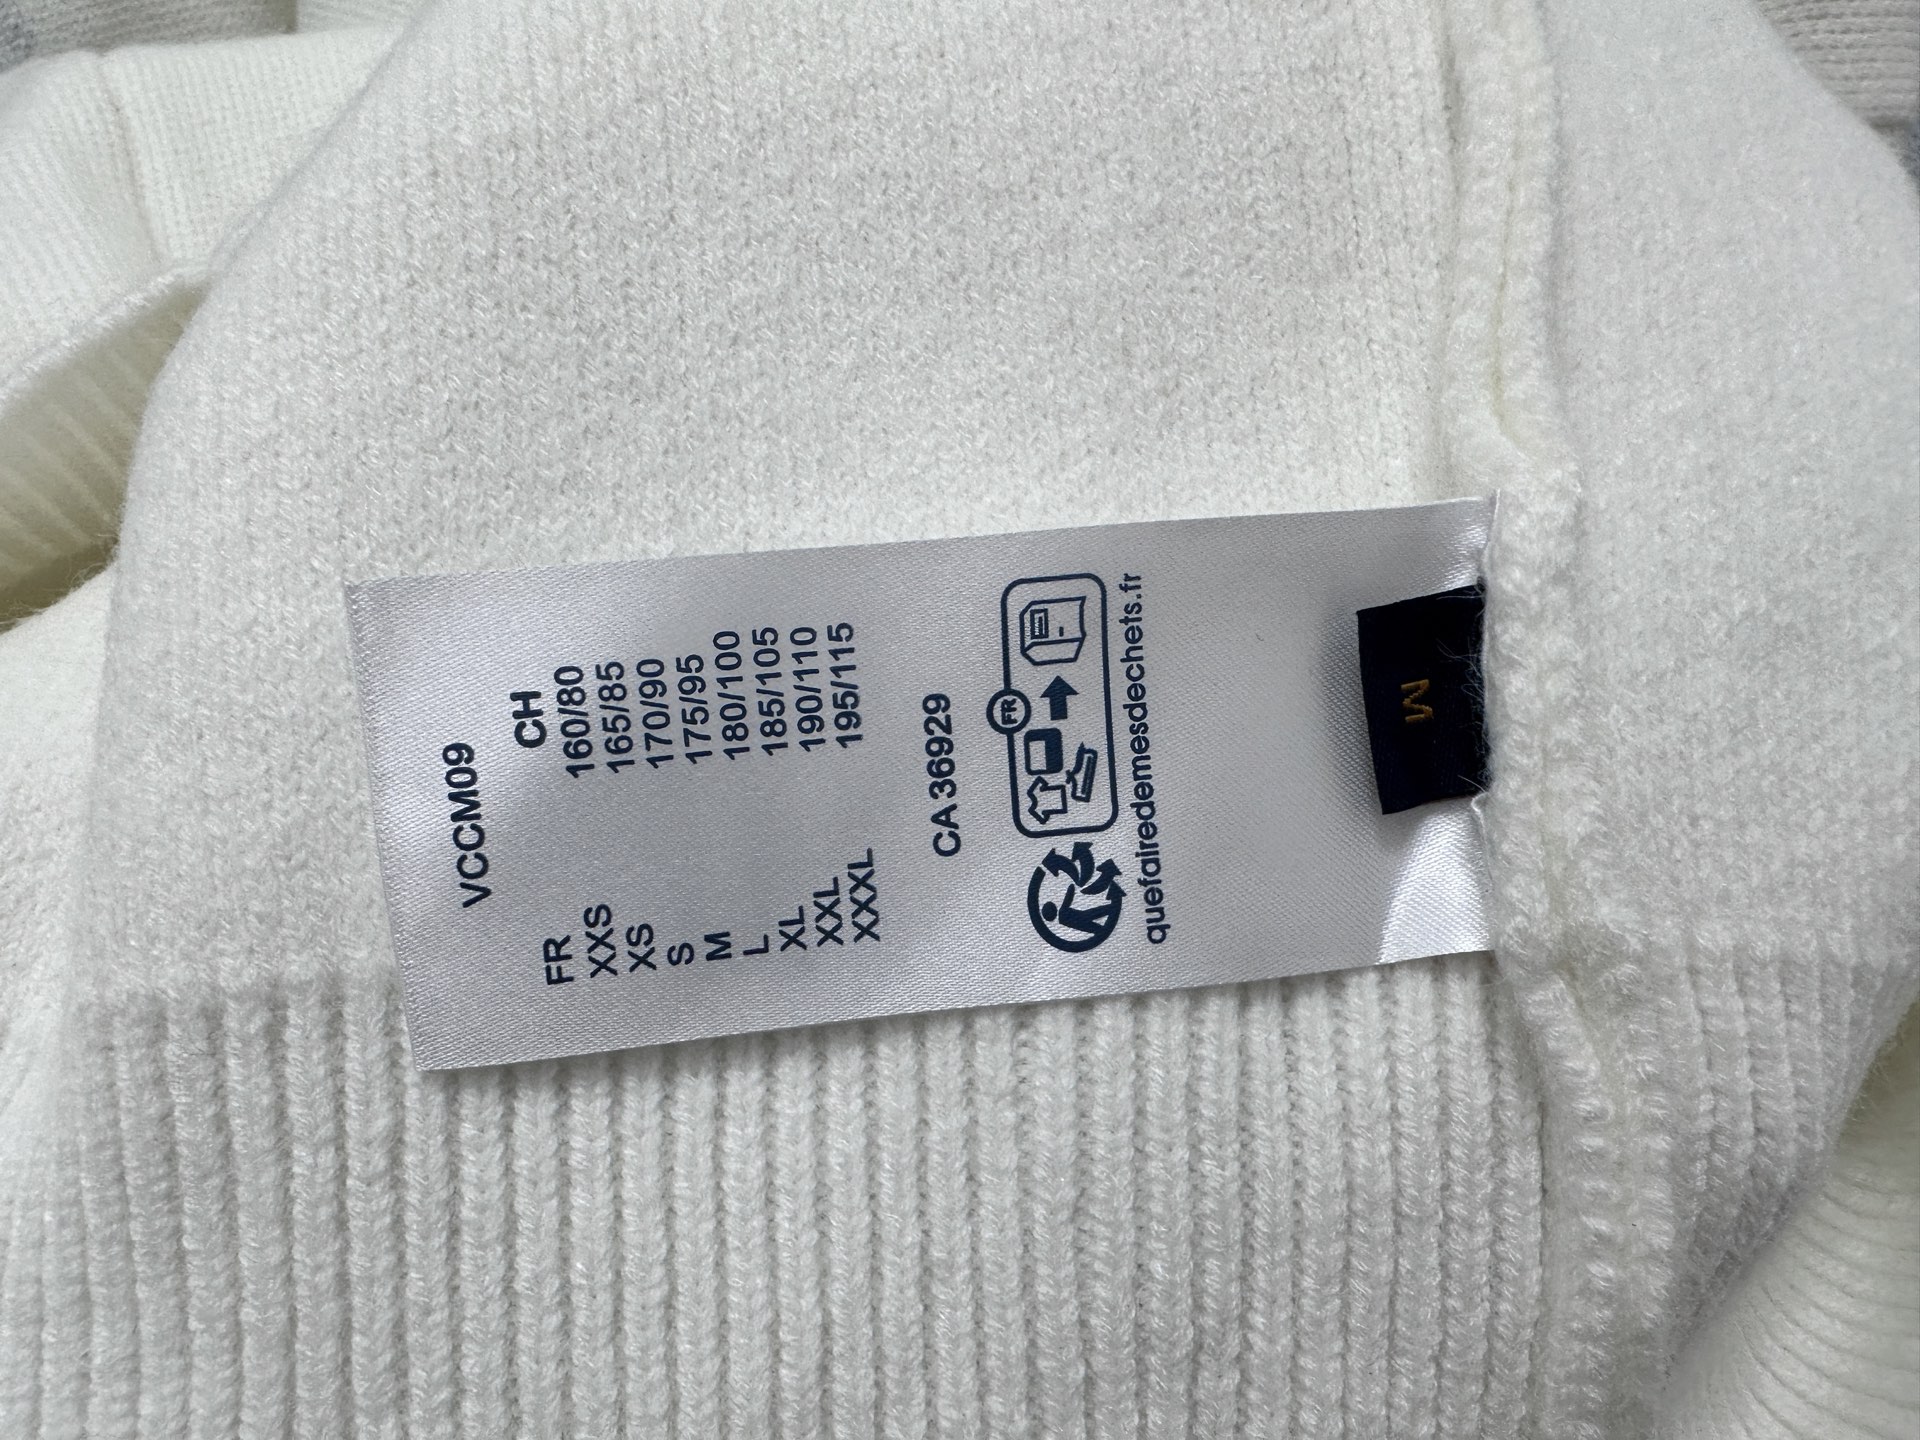 VCCM09
FR CH
XXS 160/80
XS 165/85
S 170/90
M 175/95
L 180/100
XL 185/105
XXL 190/110
XXXL 195/115
CA 36929
FR
quefairedemesdechets.fr
M